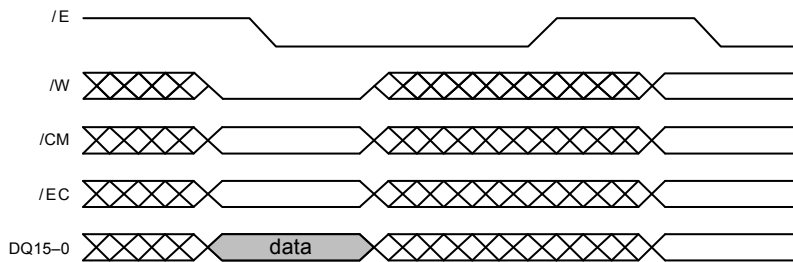 /E
/W
/CM
/EC
DQ15–0
data